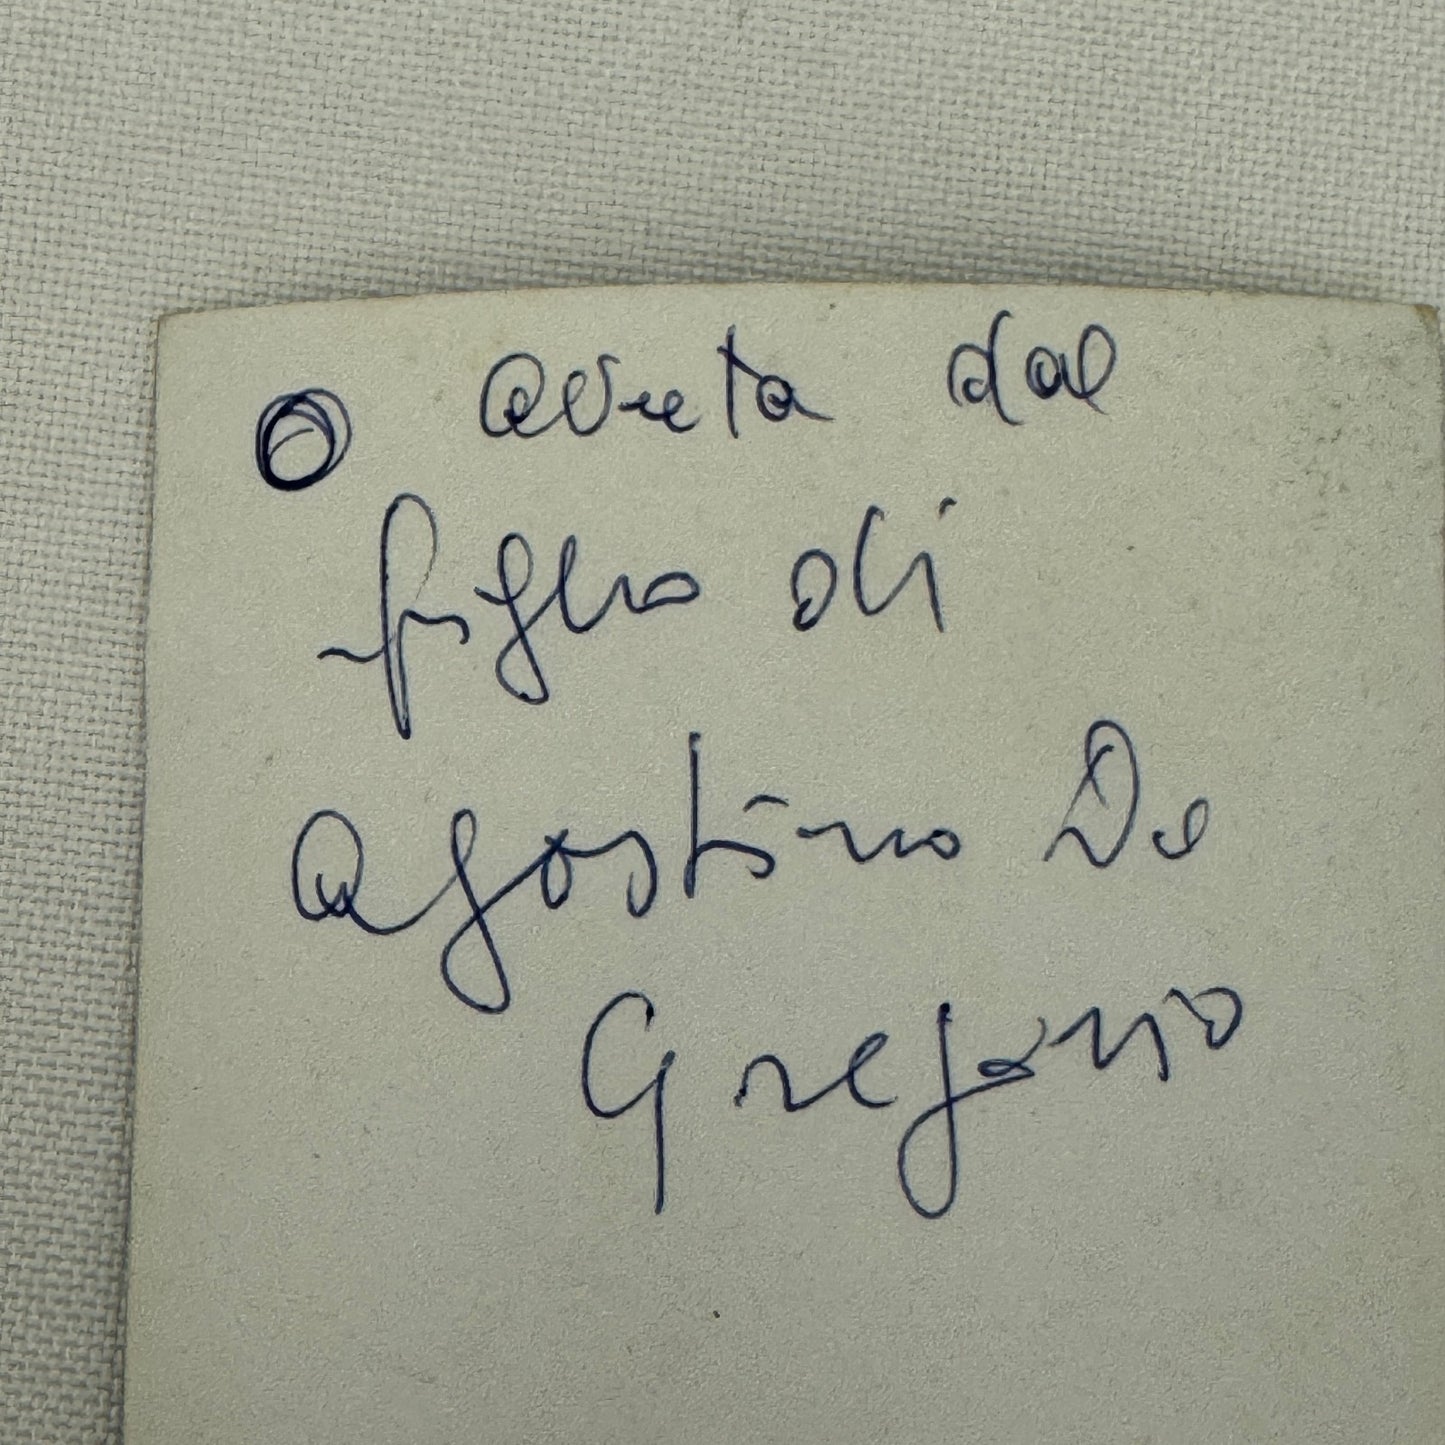 avuta dal
figlio di
Agostino De
Gregorio